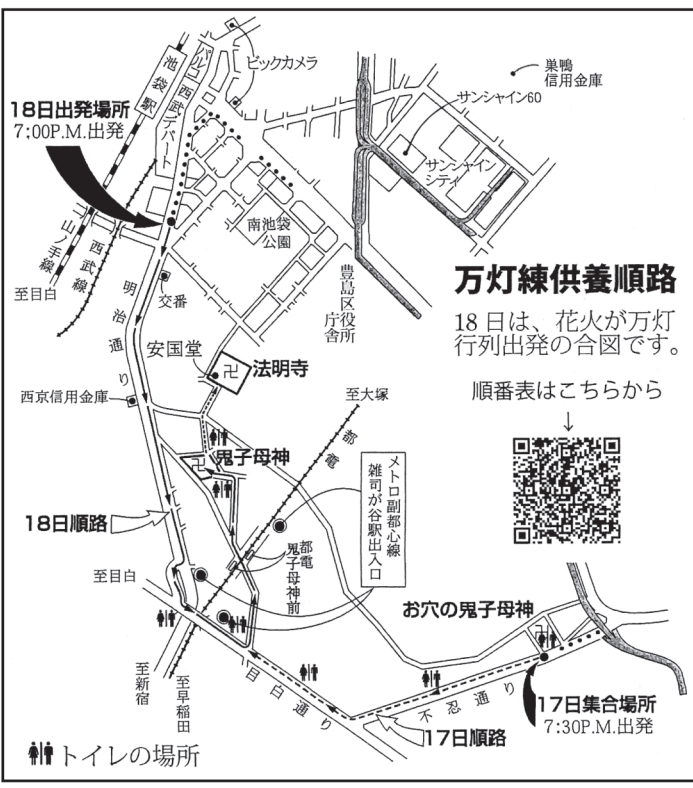 ビックカメラ
池袋駅
パルコ
西武デパート
巣鴨
信用金庫
サンシャイン60
サンシャイン
シティ
18日出発場所
7:00P.M.出発
南池袋
公園
山ノ手線
西武線
至目白
明治通り
交番
豊島区役所
庁舎
万灯練供養順路
18日は、花火が万灯
行列出発の合図です。
順番表はこちらから
↓
安国堂
卍
法明寺
西京信用金庫
至大塚
都電
鬼子母神
卍
メトロ副都心線
雑司が谷駅出入口
18日順路
都電
鬼子母神前
至目白
お穴の鬼子母神
至新宿
至早稲田
目白通り
不忍通り
17日集合場所
7:30P.M.出発
17日順路
トイレの場所